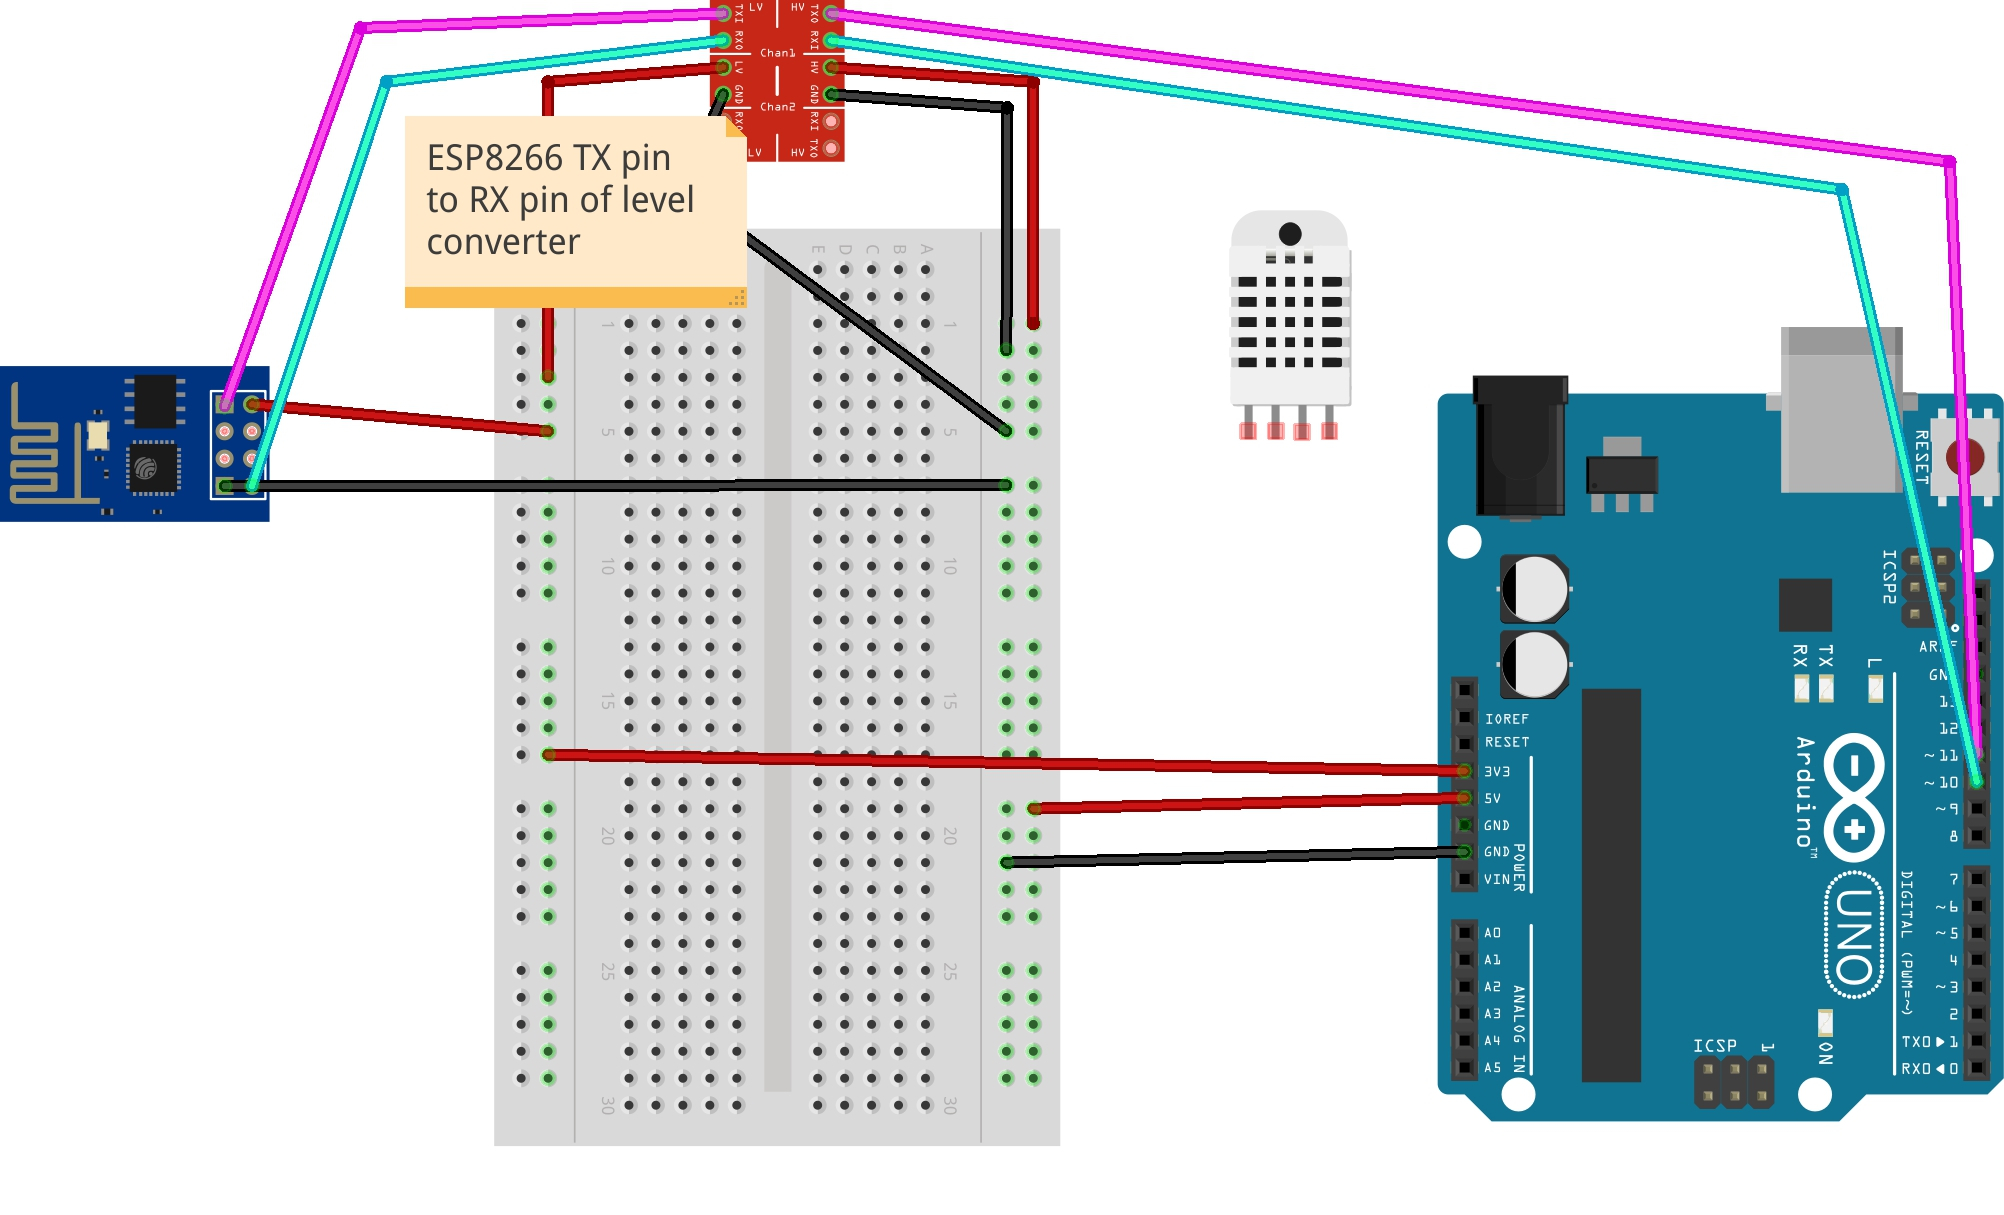 TXI LV HV TXO
RXO RXI
Chan1
LV HV
GND GND
Chan2
RX RXI
LV HV TXO
ESP8266 TX pin
to RX pin of level
converter
E D C B A
1 1
5 5
10 10
15 15
20 20
25 25
30 30
RESET
ICSP2
AREF
GND
13
12
~11
~10
~9
8
RX TX L
IOREF
RESET
3V3
5V
GND
GND
VIN
POWER
Arduino™
UNO
A0
A1
A2
A3
A4
A5
ANALOG IN
7
~6
~5
4
~3
2
TX0▶1
RX0◀0
DIGITAL (PWM=~)
ICSP 1
ON